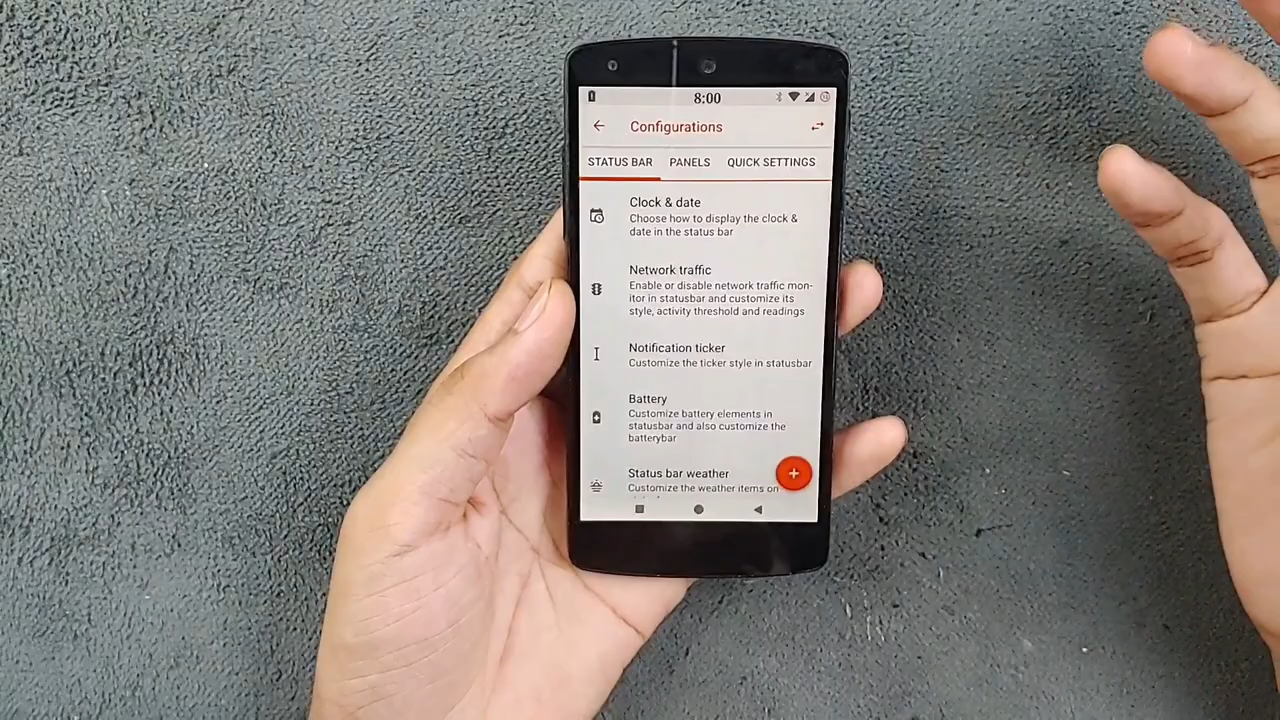 8:00
Configurations
STATUS BAR PANELS QUICK SETTINGS
Clock & date
Choose how to display the clock &
date in the status bar
Network traffic
Enable or disable network traffic mon-
itor in statusbar and customize its
style, activity threshold and readings
Notification ticker
Customize the ticker style in statusbar
Battery
Customize battery elements in
statusbar and also customize the
batterybar
Status bar weather
Customize the weather items on